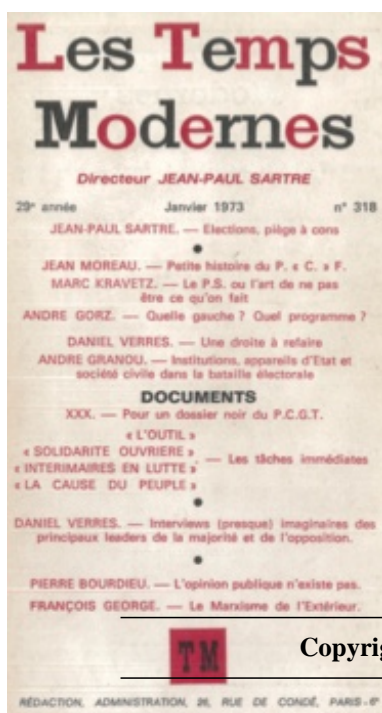 Les Temps
Modernes
Directeur JEAN-PAUL SARTRE
29e année Janvier 1973 n° 318
JEAN-PAUL SARTRE. — Elections, piège à cons
JEAN MOREAU. — Petite histoire du P. « C. » F.
MARC KRAVETZ. — Le P.S. ou l'art de ne pas
être ce qu'on fait
ANDRE GORZ. — Quelle gauche ? Quel programme ?
DANIEL VERRES. — Une droite à refaire
ANDRE GRANOU. — Institutions, appareils d'Etat et
société civile dans la bataille électorale
DOCUMENTS
XXX. — Pour un dossier noir du P.C.G.T.
« L'OUTIL »
« SOLIDARITE OUVRIERE »
« INTERIMAIRES EN LUTTE » — Les tâches immédiates
« LA CAUSE DU PEUPLE »
DANIEL VERRES. — Interviews (presque) imaginaires des
principaux leaders de la majorité et de l'opposition.
PIERRE BOURDIEU. — L'opinion publique n'existe pas.
FRANÇOIS GEORGE. — Le Marxisme de l'Extérieur.
TM
Copyrig
RÉDACTION, ADMINISTRATION, 26, RUE DE CONDÉ, PARIS-6e